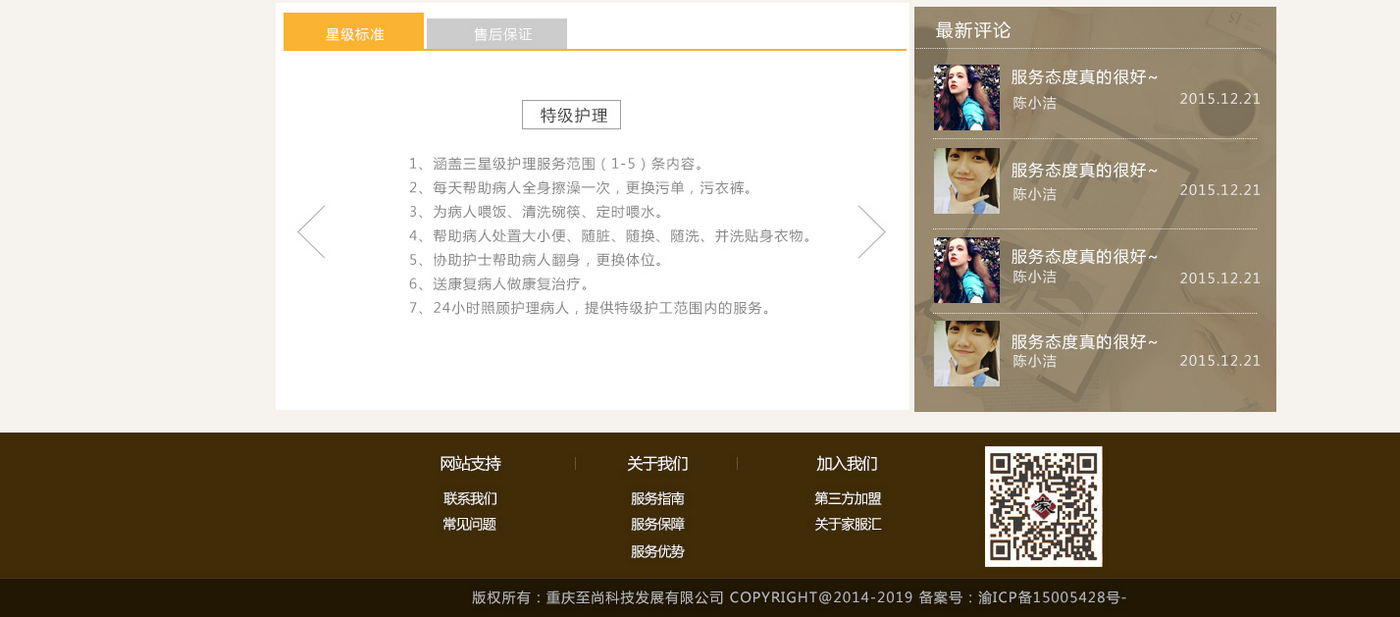 星级标准
售后保证
特级护理
1、涵盖三星级护理服务范围（1-5）条内容。
2、每天帮助病人全身擦澡一次，更换污单，污衣裤。
3、为病人喂饭、清洗碗筷、定时喂水。
4、帮助病人处置大小便、随脏、随换、随洗、并洗贴身衣物。
5、协助护士帮助病人翻身，更换体位。
6、送康复病人做康复治疗。
7、24小时照顾护理病人，提供特级护工范围内的服务。
最新评论
服务态度真的很好~
陈小洁
2015.12.21
服务态度真的很好~
陈小洁
2015.12.21
服务态度真的很好~
陈小洁
2015.12.21
服务态度真的很好~
陈小洁
2015.12.21
网站支持
联系我们
常见问题
关于我们
服务指南
服务保障
服务优势
加入我们
第三方加盟
关于家服汇
家
版权所有：重庆至尚科技发展有限公司 COPYRIGHT@2014-2019 备案号：渝ICP备15005428号-